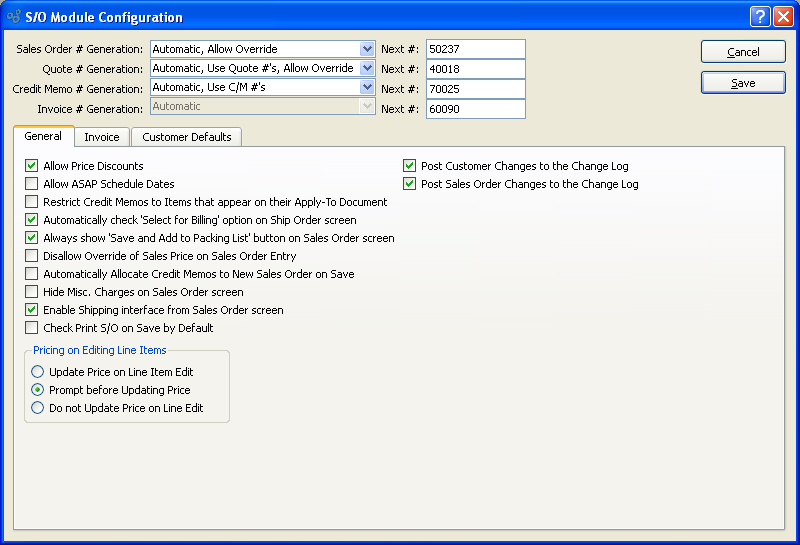 S/O Module Configuration
Sales Order # Generation: Automatic, Allow Override Next #: 50237
Quote # Generation: Automatic, Use Quote #'s, Allow Override Next #: 40018
Credit Memo # Generation: Automatic, Use C/M #'s Next #: 70025
Invoice # Generation: Automatic Next #: 60090
Cancel
Save
General Invoice Customer Defaults
Allow Price Discounts
Allow ASAP Schedule Dates
Restrict Credit Memos to Items that appear on their Apply-To Document
Automatically check 'Select for Billing' option on Ship Order screen
Always show 'Save and Add to Packing List' button on Sales Order screen
Disallow Override of Sales Price on Sales Order Entry
Automatically Allocate Credit Memos to New Sales Order on Save
Hide Misc. Charges on Sales Order screen
Enable Shipping interface from Sales Order screen
Check Print S/O on Save by Default
Post Customer Changes to the Change Log
Post Sales Order Changes to the Change Log
Pricing on Editing Line Items
Update Price on Line Item Edit
Prompt before Updating Price
Do not Update Price on Line Edit